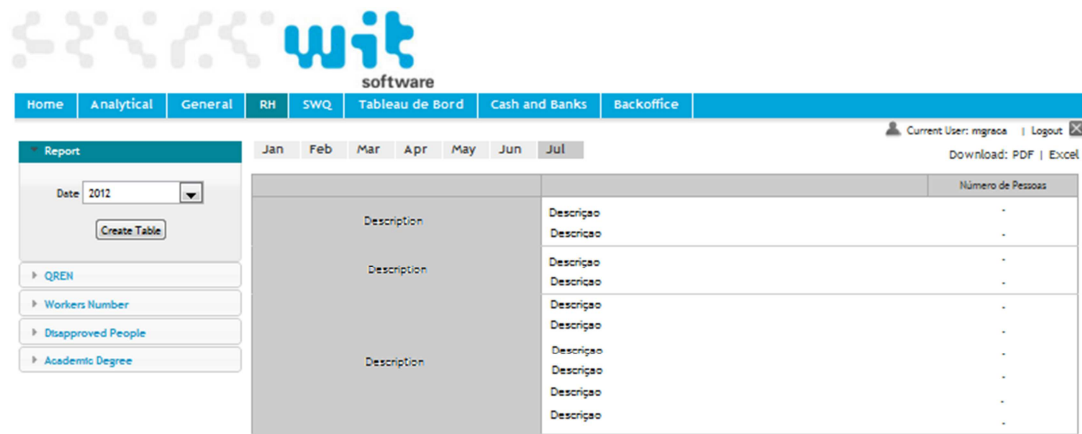 wit
software
Home Analytical General RH SWQ Tableau de Bord Cash and Banks Backoffice
Current User: mgraca | Logout
Report Jan Feb Mar Apr May Jun Jul Download: PDF | Excel
Número de Pessoas
Date 2012
Create Table
Description Descriçao -
Descriçao -
Description Descriçao -
Descriçao -
QREN
Workers Number
Disapproved People
Academic Degree
Description Descriçao -
Descriçao -
Descriçao -
Descriçao -
Descriçao -
Descriçao -